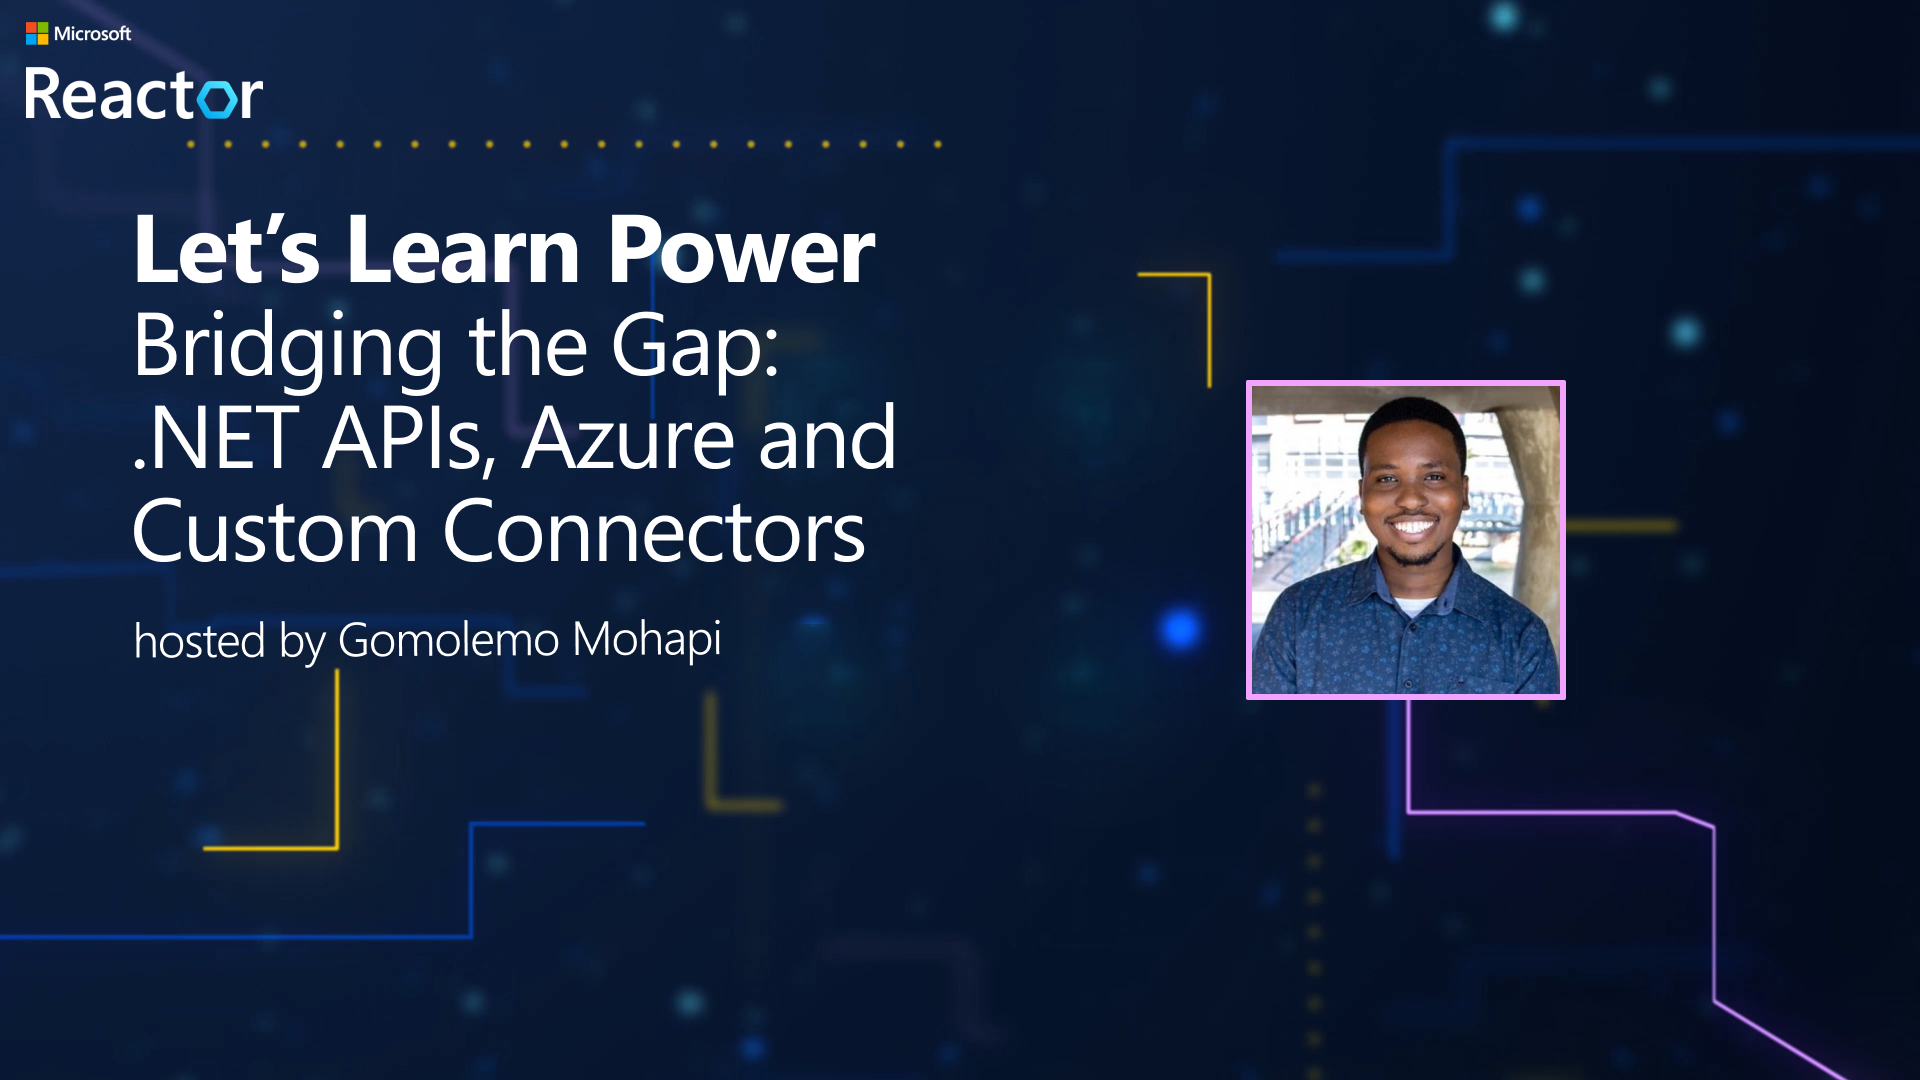 Microsoft
Reactor
Let’s Learn Power
Bridging the Gap:
.NET APIs, Azure and
Custom Connectors
hosted by Gomolemo Mohapi